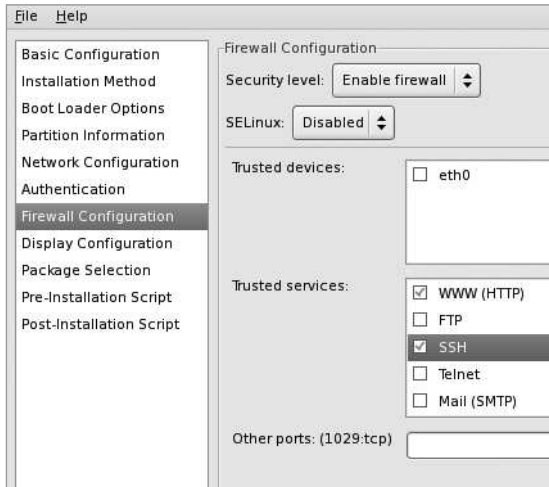 File Help
Basic Configuration
Installation Method
Boot Loader Options
Partition Information
Network Configuration
Authentication
Firewall Configuration
Display Configuration
Package Selection
Pre-Installation Script
Post-Installation Script
Firewall Configuration
Security level: Enable firewall
SELinux: Disabled
Trusted devices:
eth0
Trusted services:
WWW (HTTP)
FTP
SSH
Telnet
Mail (SMTP)
Other ports: (1029:tcp)